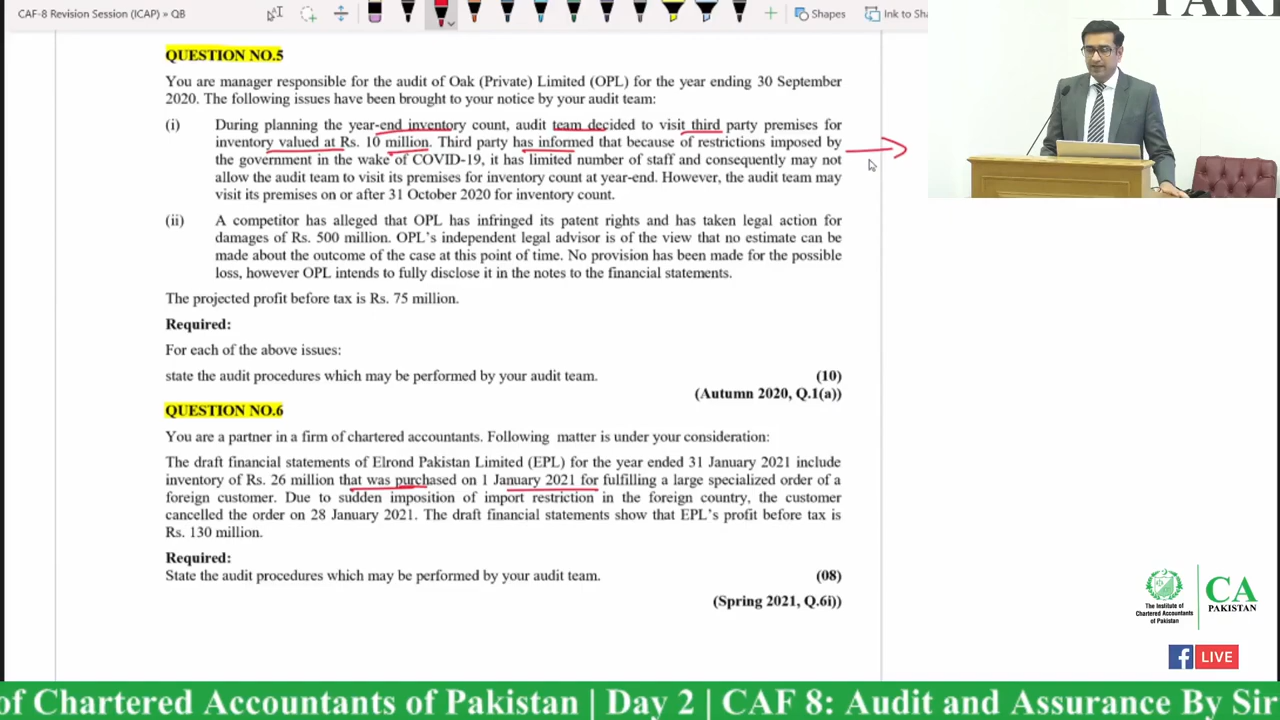 CAF-8 Revision Session (ICAP) » QB
Shapes
Ink to Sha
QUESTION NO.5
You are manager responsible for the audit of Oak (Private) Limited (OPL) for the year ending 30 September
2020. The following issues have been brought to your notice by your audit team:
(i) During planning the year-end inventory count, audit team decided to visit third party premises for
inventory valued at Rs. 10 million. Third party has informed that because of restrictions imposed by
the government in the wake of COVID-19, it has limited number of staff and consequently may not
allow the audit team to visit its premises for inventory count at year-end. However, the audit team may
visit its premises on or after 31 October 2020 for inventory count.
(ii) A competitor has alleged that OPL has infringed its patent rights and has taken legal action for
damages of Rs. 500 million. OPL's independent legal advisor is of the view that no estimate can be
made about the outcome of the case at this point of time. No provision has been made for the possible
loss, however OPL intends to fully disclose it in the notes to the financial statements.
The projected profit before tax is Rs. 75 million.
Required:
For each of the above issues:
state the audit procedures which may be performed by your audit team. (10)
(Autumn 2020, Q.1(a))
QUESTION NO.6
You are a partner in a firm of chartered accountants. Following matter is under your consideration:
The draft financial statements of Elrond Pakistan Limited (EPL) for the year ended 31 January 2021 include
inventory of Rs. 26 million that was purchased on 1 January 2021 for fulfilling a large specialized order of a
foreign customer. Due to sudden imposition of import restriction in the foreign country, the customer
cancelled the order on 28 January 2021. The draft financial statements show that EPL's profit before tax is
Rs. 130 million.
Required:
State the audit procedures which may be performed by your audit team. (08)
(Spring 2021, Q.6i))
The Institute of
Chartered Accountants
of Pakistan
CA
PAKISTAN
LIVE
of Chartered Accountants of Pakistan | Day 2 | CAF 8: Audit and Assurance By Sir